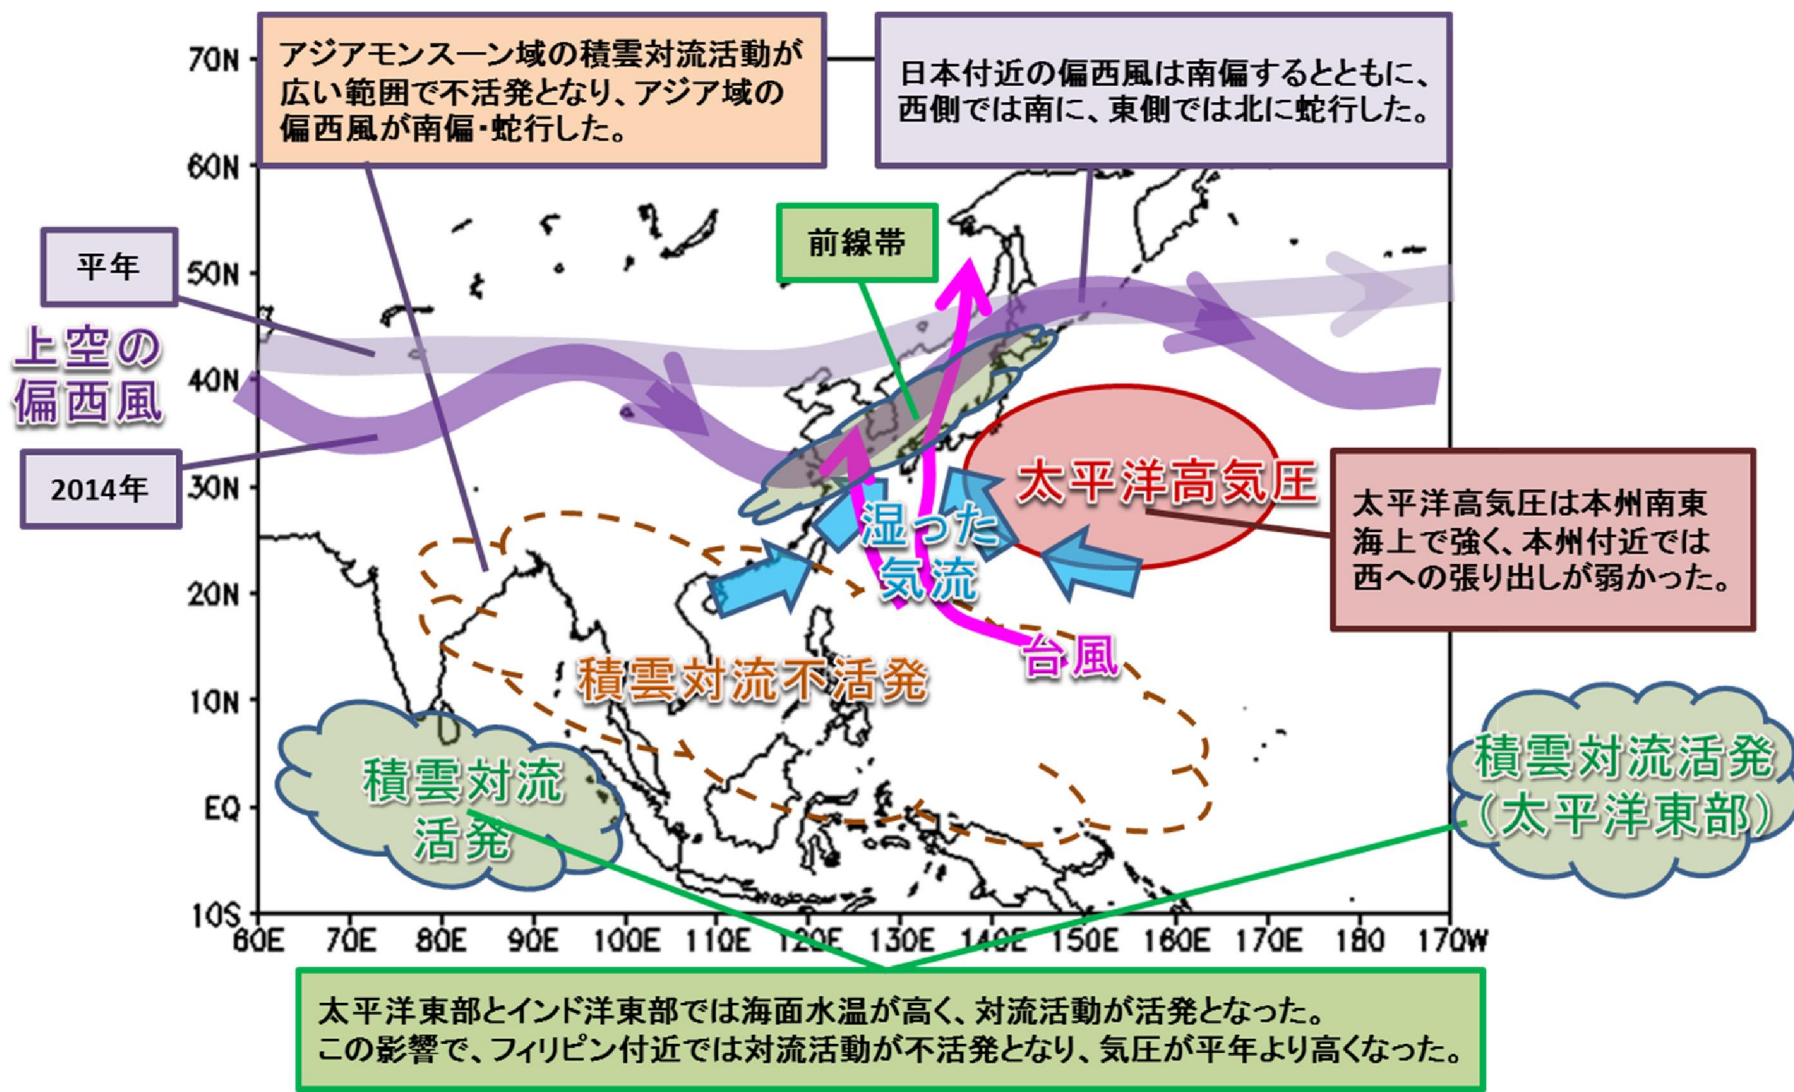 アジアモンスーン域の積雲対流活動が
広い範囲で不活発となり、アジア域の
偏西風が南偏・蛇行した。
日本付近の偏西風は南偏するとともに、
西側では南に、東側では北に蛇行した。
70N
60N
50N
40N
30N
20N
10N
EQ
10S
平年
上空の
偏西風
2014年
前線帯
太平洋高気圧
太平洋高気圧は本州南東
海上で強く、本州付近では
西への張り出しが弱かった。
湿った
気流
台風
積雲対流不活発
積雲対流
活発
積雲対流活発
（太平洋東部）
60E 70E 80E 90E 100E 110E 120E 130E 140E 150E 160E 170E 180 170W
太平洋東部とインド洋東部では海面水温が高く、対流活動が活発となった。
この影響で、フィリピン付近では対流活動が不活発となり、気圧が平年より高くなった。